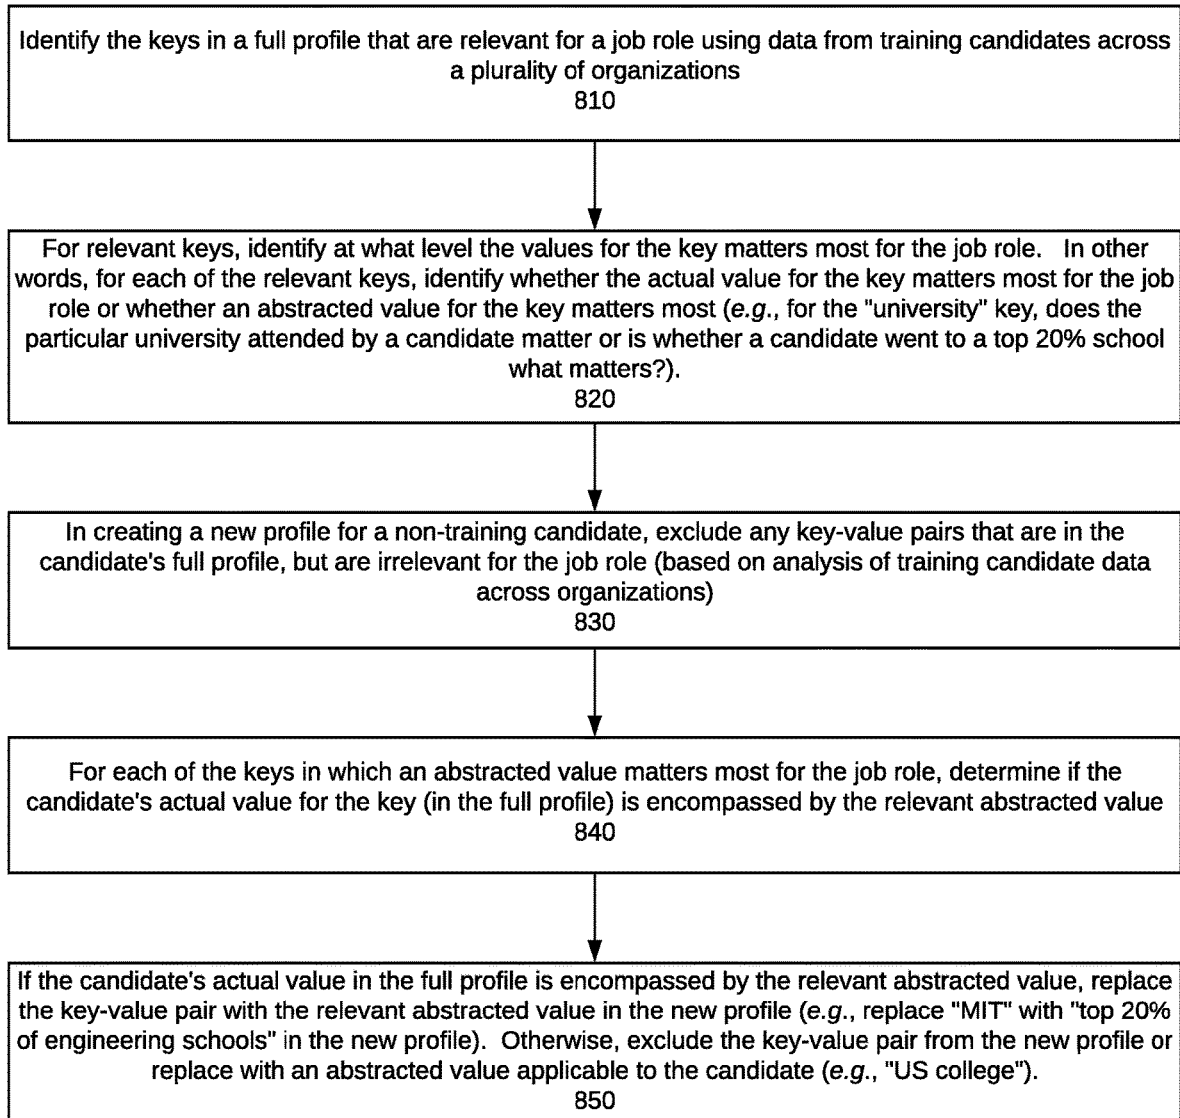 Identify the keys in a full profile that are relevant for a job role using data from training candidates across
a plurality of organizations
810
For relevant keys, identify at what level the values for the key matters most for the job role.   In other
words, for each of the relevant keys, identify whether the actual value for the key matters most for the job
role or whether an abstracted value for the key matters most (e.g., for the "university" key, does the
particular university attended by a candidate matter or is whether a candidate went to a top 20% school
what matters?).
820
In creating a new profile for a non-training candidate, exclude any key-value pairs that are in the
candidate's full profile, but are irrelevant for the job role (based on analysis of training candidate data
across organizations)
830
For each of the keys in which an abstracted value matters most for the job role, determine if the
candidate's actual value for the key (in the full profile) is encompassed by the relevant abstracted value
840
If the candidate's actual value in the full profile is encompassed by the relevant abstracted value, replace
the key-value pair with the relevant abstracted value in the new profile (e.g., replace "MIT" with "top 20%
of engineering schools" in the new profile).  Otherwise, exclude the key-value pair from the new profile or
replace with an abstracted value applicable to the candidate (e.g., "US college").
850